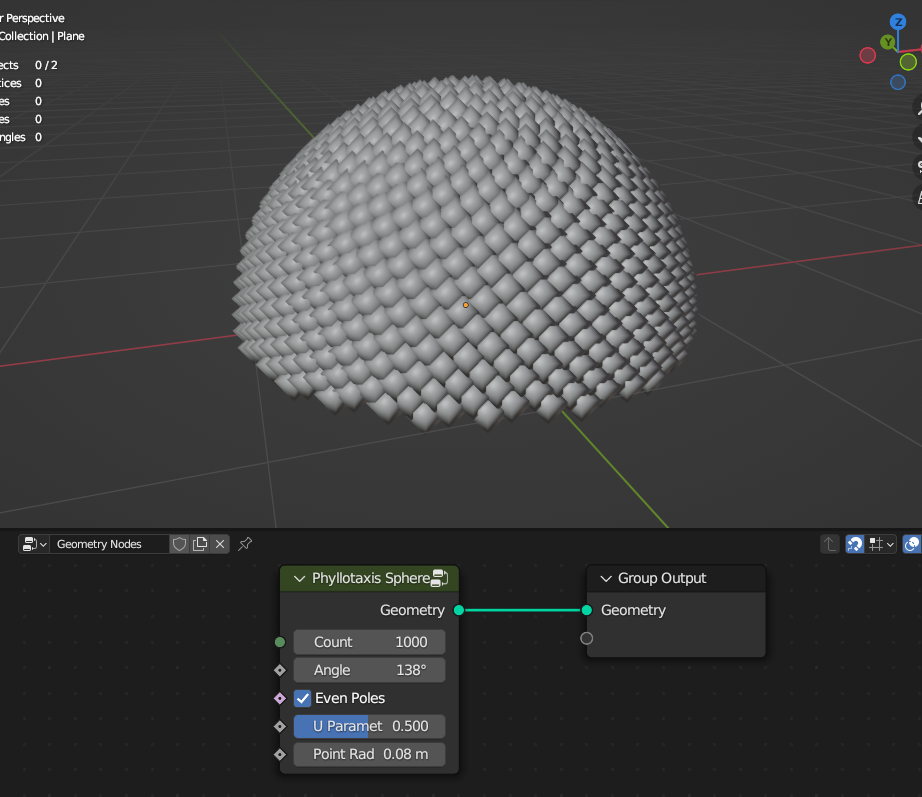 r Perspective
Collection | Plane
ects 0 / 2
tices 0
es 0
es 0
ngles 0
Z
Y
Geometry Nodes
Phyllotaxis Sphere
Geometry
Count 1000
Angle 138°
Even Poles
U Paramet 0.500
Point Rad 0.08 m
Group Output
Geometry